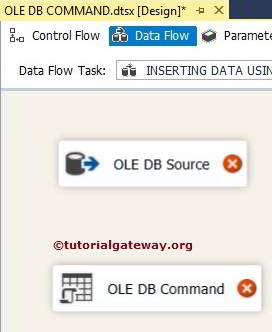 OLE DB COMMAND.dtsx [Design]*
Control Flow Data Flow Paramete
Data Flow Task: INSERTING DATA USIN
OLE DB Source
©tutorialgateway.org
OLE DB Command